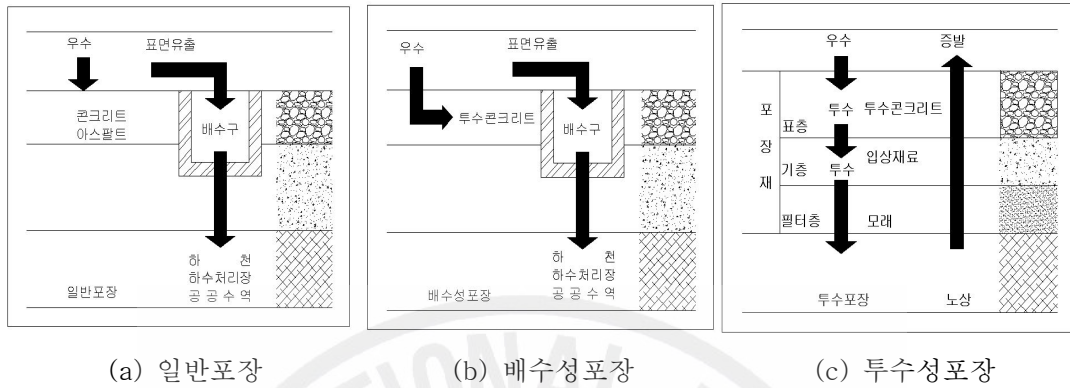 우수
표면유출
콘크리트
아스팔트
배수구
하 천
하수처리장
공 공 수 역
일반포장
(a) 일반포장
우수
표면유출
투수콘크리트
배수구
하 천
하수처리장
공 공 수 역
배수성포장
(b) 배수성포장
우수
증발
포장재
표층
투수
투수콘크리트
기층
투수
입상재료
필터층
모래
투수포장
노상
(c) 투수성포장